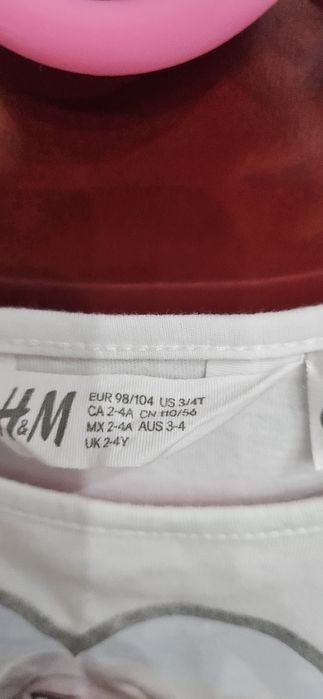 H&M
EUR 98/104 US 3/4T
CA 2-4A CN 110/56
MX 2-4A AUS 3-4
UK 2-4Y